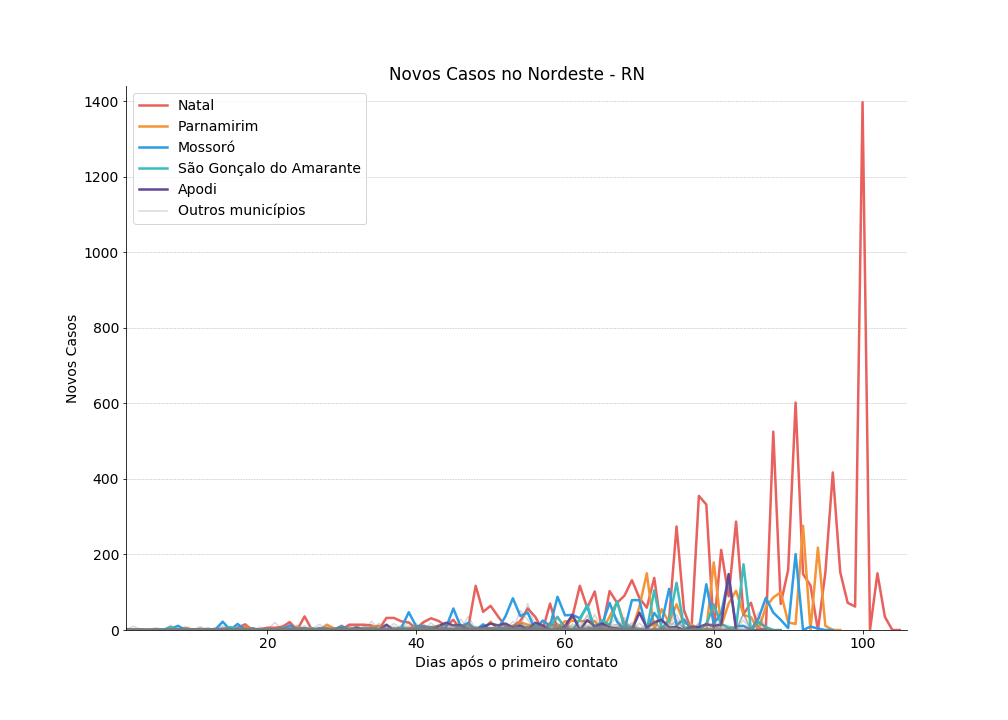 Novos Casos no Nordeste - RN
Natal
Parnamirim
Mossoró
São Gonçalo do Amarante
Apodi
Outros municípios
1400
1200
1000
800
600
400
200
0
Novos Casos
20
40
60
80
100
Dias após o primeiro contato